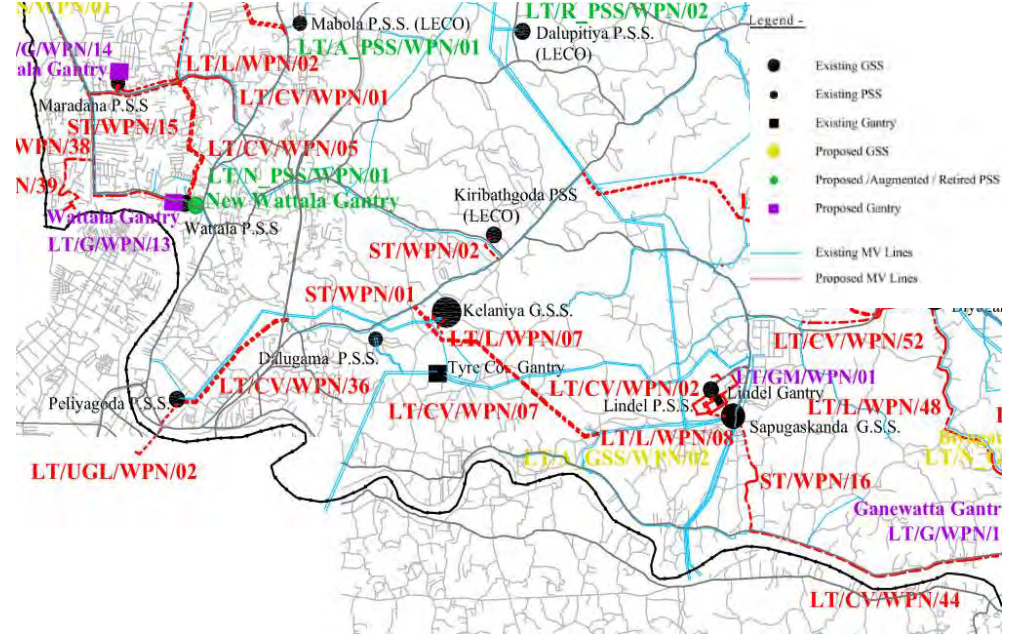 S/WPN/01
Mabola P.S.S. (LECO)
LT/A_PSS/WPN/01
LT/R_PSS/WPN/02
Dalupitiya P.S.S.
(LECO)
Legend -
Existing GSS
Existing PSS
Existing Gantry
Proposed GSS
Proposed /Augmented / Retired PSS
Proposed Gantry
Existing MV Lines
Proposed MV Lines
/G/WPN/14
ala Gantry
LT/L/WPN/02
Maradana P.S.S
LT/CV/WPN/01
ST/WPN/15
WPN/38
LT/CV/WPN/05
N/39
LT/N_PSS/WPN/01
New Wattala Gantry
Wattala Gantry
Wattala P.S.S
LT/G/WPN/13
Kiribathgoda PSS
(LECO)
ST/WPN/02
ST/WPN/01
Kelaniya G.S.S.
LT/L/WPN/07
Dalugama P.S.S.
Tyre Co. Gantry
LT/CV/WPN/36
LT/CV/WPN/07
Peliyagoda P.S.S.
LT/UGL/WPN/02
LT/CV/WPN/52
LT/CV/WPN/02
LT/GM/WPN/01
Lindel Gantry
Lindel P.S.S.
LT/L/WPN/48
Sapugaskanda G.S.S.
LT/L/WPN/08
LT/A_GSS/WPN/02
LT/N_
ST/WPN/16
Ganewatta Gantr
LT/G/WPN/1
LT/CV/WPN/44